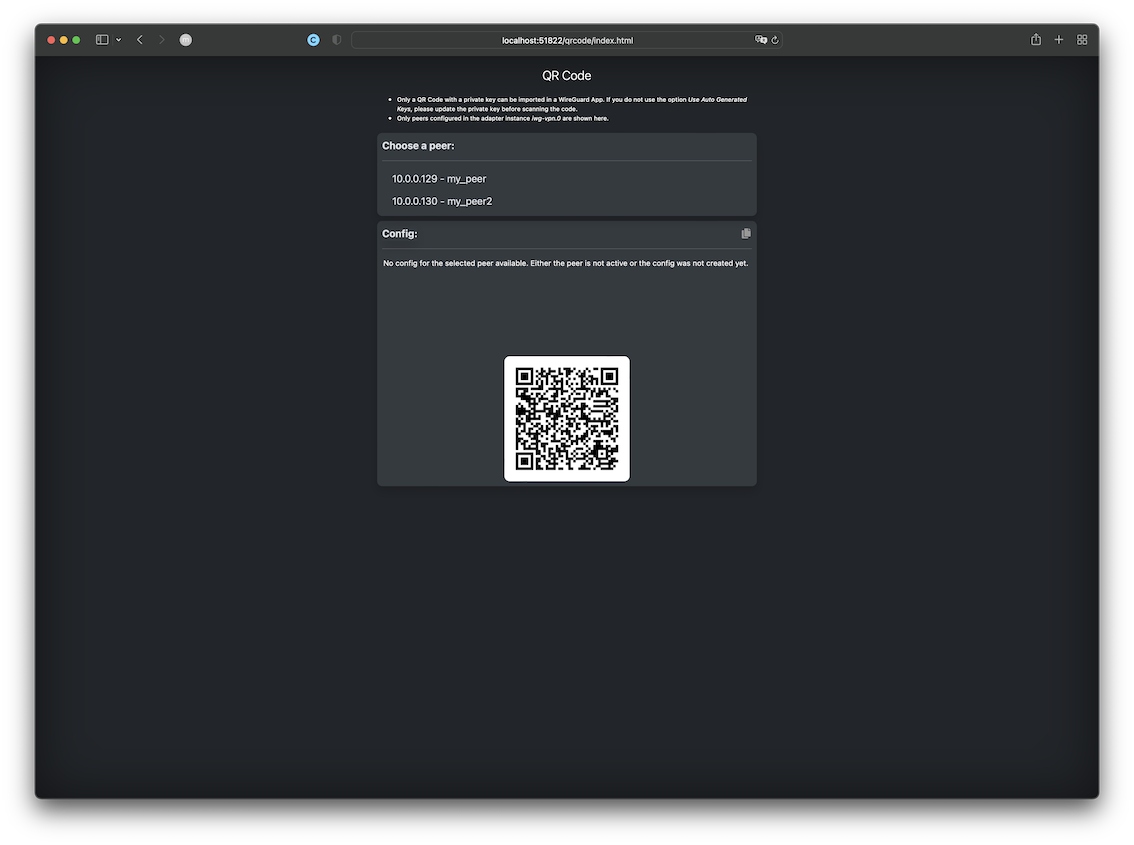 localhost:51822/qrcode/index.html
QR Code
• Only a QR Code with a private key can be imported in a WireGuard App. If you do not use the option Use Auto Generated
Keys, please update the private key before scanning the code.
• Only peers configured in the adapter instance iwg-vpn.0 are shown here.
Choose a peer:
10.0.0.129 - my_peer
10.0.0.130 - my_peer2
Config:
No config for the selected peer available. Either the peer is not active or the config was not created yet.